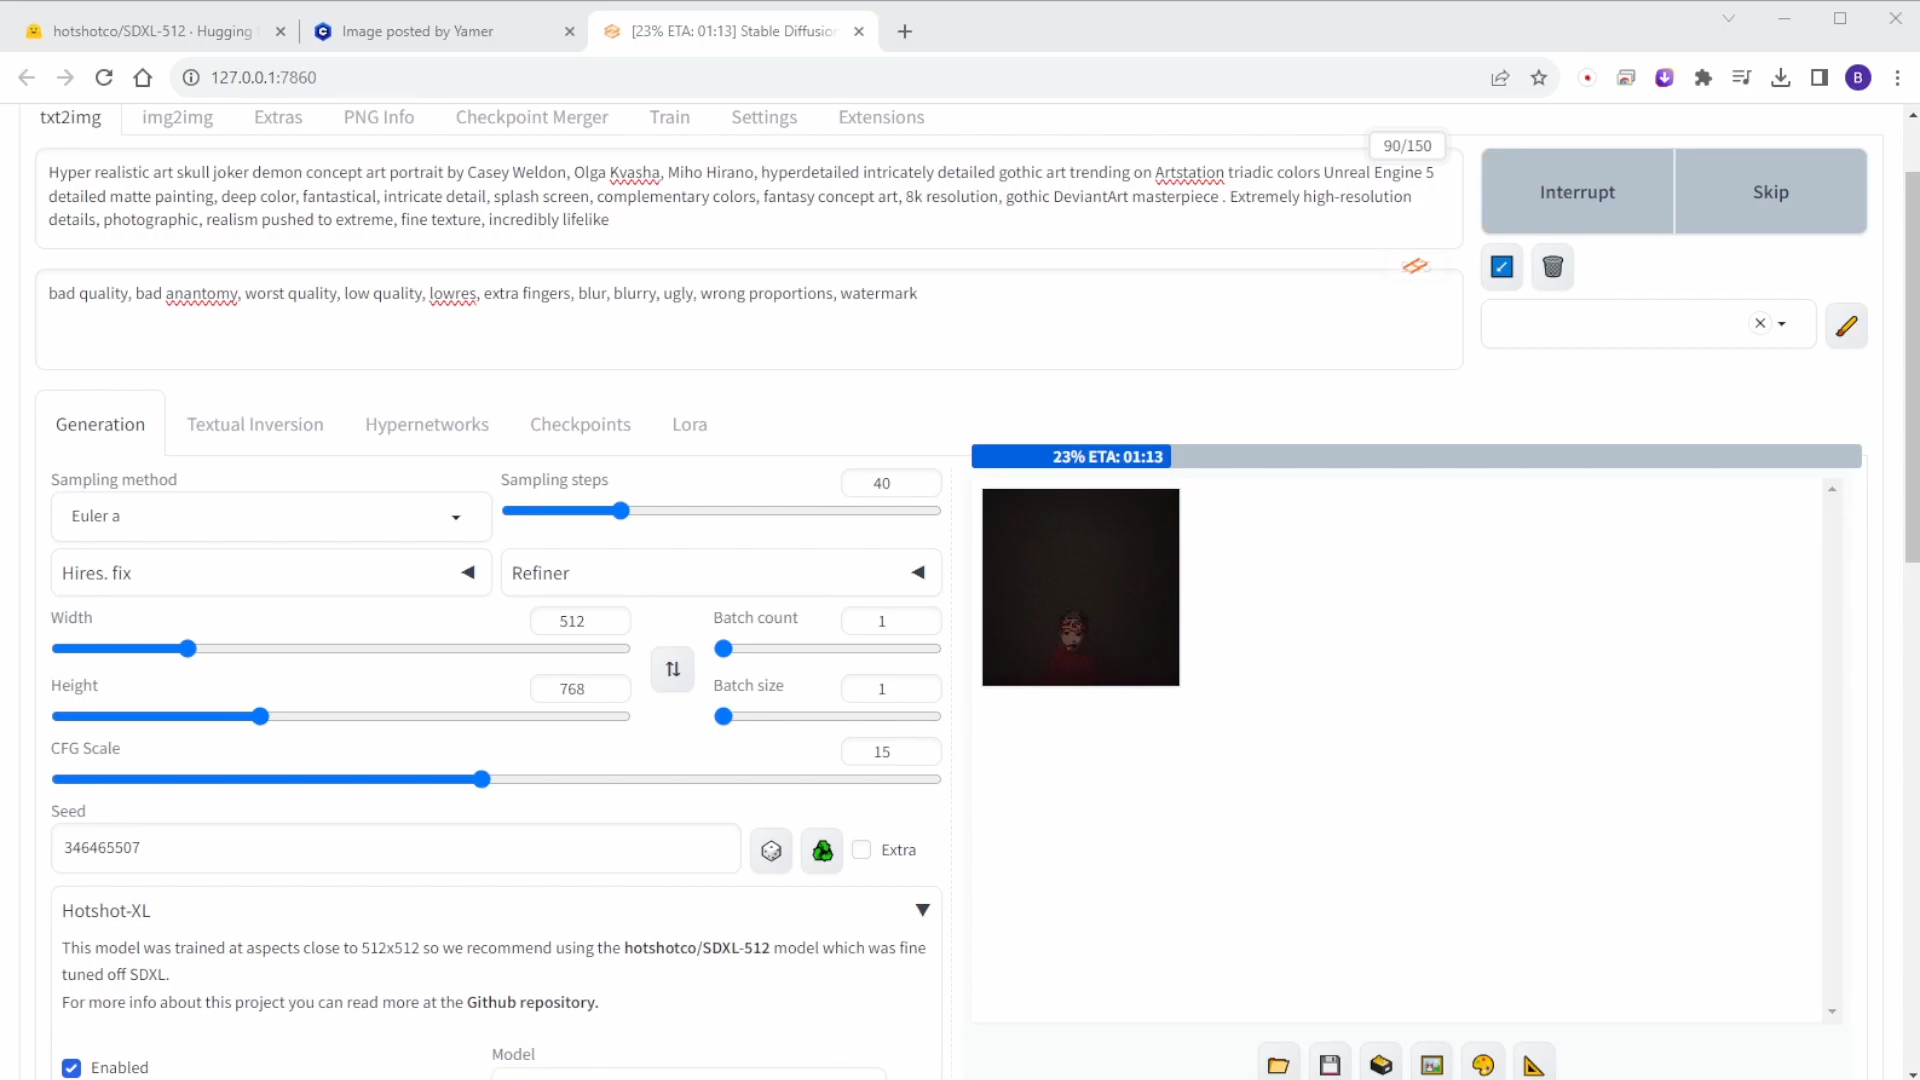 hotshotco/SDXL-512 · Hugging
Image posted by Yamer
[23% ETA: 01:13] Stable Diffusion
127.0.0.1:7860
B
txt2img
img2img
Extras
PNG Info
Checkpoint Merger
Train
Settings
Extensions
90/150
Hyper realistic art skull joker demon concept art portrait by Casey Weldon, Olga Kvasha, Miho Hirano, hyperdetailed intricately detailed gothic art trending on Artstation triadic colors Unreal Engine 5
detailed matte painting, deep color, fantastical, intricate detail, splash screen, complementary colors, fantasy concept art, 8k resolution, gothic DeviantArt masterpiece . Extremely high-resolution
details, photographic, realism pushed to extreme, fine texture, incredibly lifelike
Interrupt
Skip
bad quality, bad anantomy, worst quality, low quality, lowres, extra fingers, blur, blurry, ugly, wrong proportions, watermark
Generation
Textual Inversion
Hypernetworks
Checkpoints
Lora
23% ETA: 01:13
Sampling method
Euler a
Sampling steps
40
Hires. fix
Refiner
Width
512
Batch count
1
Height
768
Batch size
1
CFG Scale
15
Seed
346465507
Extra
Hotshot-XL
This model was trained at aspects close to 512x512 so we recommend using the hotshotco/SDXL-512 model which was fine
tuned off SDXL.
For more info about this project you can read more at the Github repository.
Enabled
Model